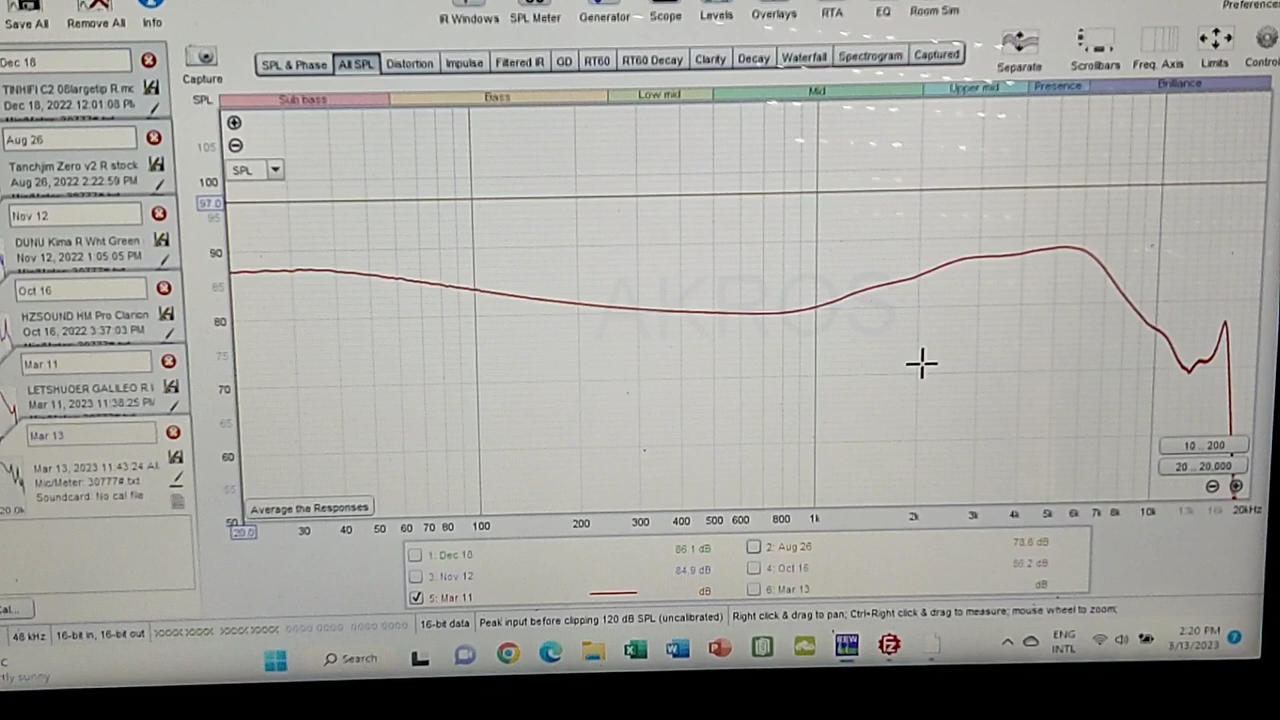 Save All Remove All Info IR Windows SPL Meter Generator Scope Levels Overlays RTA EQ Room Sim Preference
Dec 18
TINHIFI C2 06largetip R.mc
Dec 18, 2022 12:01:08 PM
Aug 26
Tanchjim Zero v2 R stock
Aug 26, 2022 2:22:59 PM
Nov 12
DUNU Kima R Wht Green
Nov 12, 2022 1:05:05 PM
Oct 16
HZSOUND HM Pro Clarion
Oct 16, 2022 3:37:03 PM
Mar 11
LETSHUOER GALILEO R
Mar 11, 2023 11:38:25 PM
Mar 13
Mar 13, 2023 11:43:24
Mic/Meter: 30777#.txt
Soundcard: No cal file
Capture
SPL & Phase All SPL Distortion Impulse Filtered IR GD RT60 RT60 Decay Clarity Decay Waterfall Spectrogram Captured
Separate Scrollbars Freq. Axis Limits Control
SPL
Sub bass Bass Low mid Mid Upper mid Presence Brilliance
SPL
105
100
97.0
95
90
85
80
75
70
65
60
55
50
AKROS
10 .. 200
20 .. 20,000
Average the Responses
20.0 30 40 50 60 70 80 100 200 300 400 500 600 800 1k 2k 3k 4k 5k 6k 7k 8k 10k 13k 16k 20kHz
1: Dec 18 86.1 dB 2: Aug 26 78.6 dB
3: Nov 12 84.9 dB 4: Oct 16 86.2 dB
5: Mar 11 dB 6: Mar 13 dB
48 kHz 16-bit in, 16-bit out 16-bit data Peak input before clipping 120 dB SPL (uncalibrated) Right click & drag to pan; Ctrl+Right click & drag to measure; mouse wheel to zoom;
Search
REW
ENG
INTL
2:20 PM
3/13/2023
7